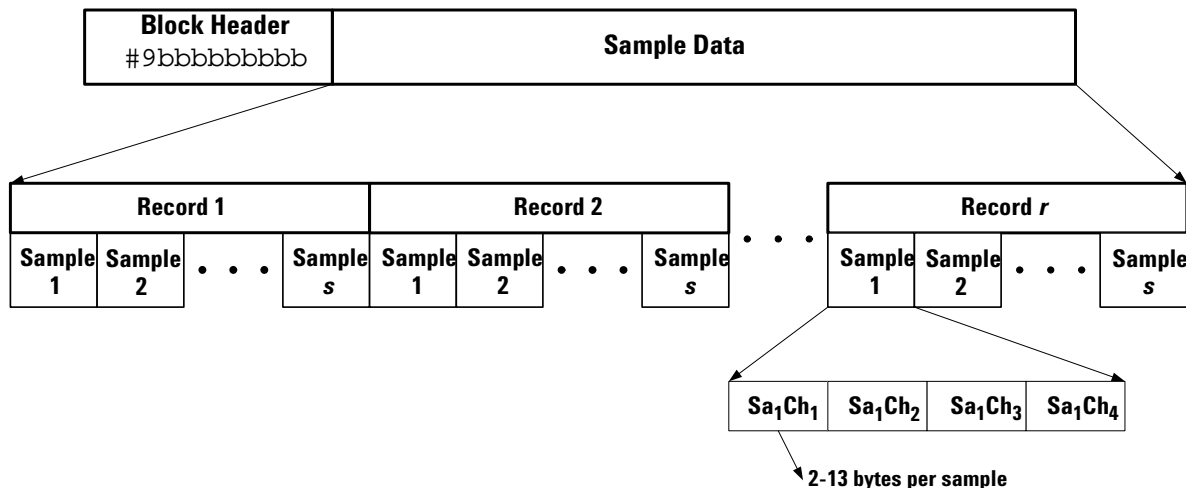 Block Header
#9bbbbbbbbb
Sample Data
Record 1
Record 2
Record r
Sample 1
Sample 2
Sample s
Sample 1
Sample 2
Sample s
Sample 1
Sample 2
Sample s
Sa₁Ch₁
Sa₁Ch₂
Sa₁Ch₃
Sa₁Ch₄
2-13 bytes per sample